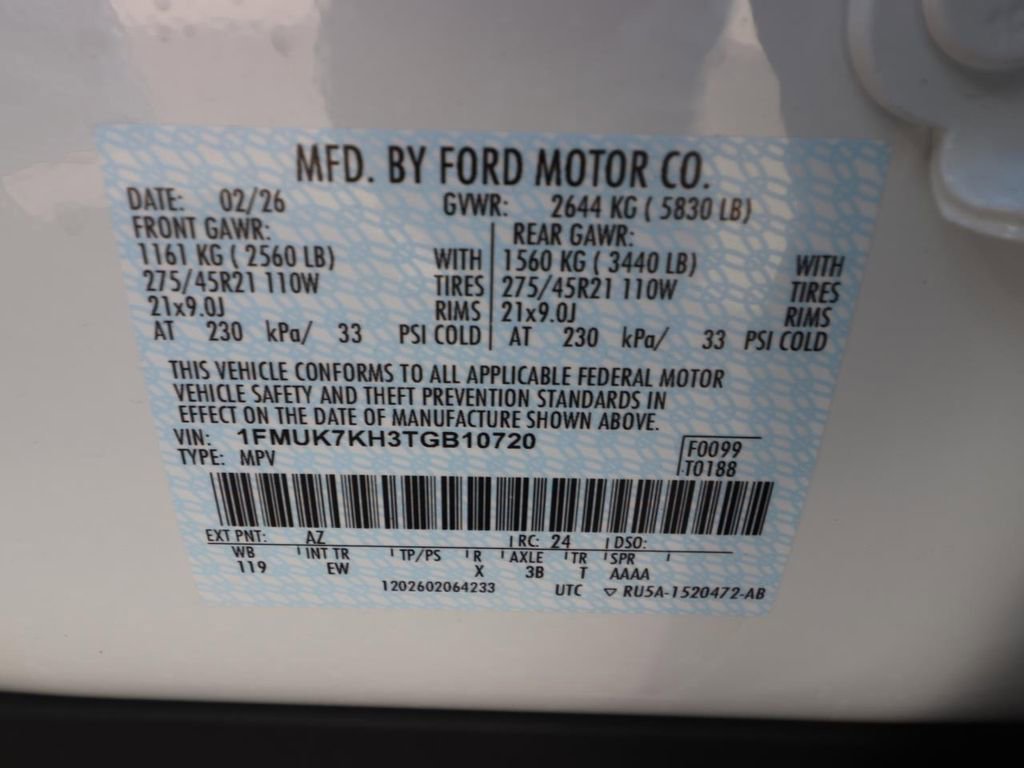 MFD. BY FORD MOTOR CO.
DATE: 02/26 GVWR: 2644 KG ( 5830 LB)
FRONT GAWR: REAR GAWR:
1161 KG ( 2560 LB) WITH 1560 KG ( 3440 LB) WITH
275/45R21 110W TIRES 275/45R21 110W TIRES
21x9.0J RIMS 21x9.0J RIMS
AT 230 kPa/ 33 PSI COLD AT 230 kPa/ 33 PSI COLD
THIS VEHICLE CONFORMS TO ALL APPLICABLE FEDERAL MOTOR
VEHICLE SAFETY AND THEFT PREVENTION STANDARDS IN
EFFECT ON THE DATE OF MANUFACTURE SHOWN ABOVE.
VIN: 1FMUK7KH3TGB10720 F0099
TYPE: MPV T0188
EXT PNT: AZ RC: 24 DSO:
WB INT TR TP/PS R AXLE TR SPR
119 EW X 3B T AAAA
1202602064233 UTC ▽ RU5A-1520472-AB